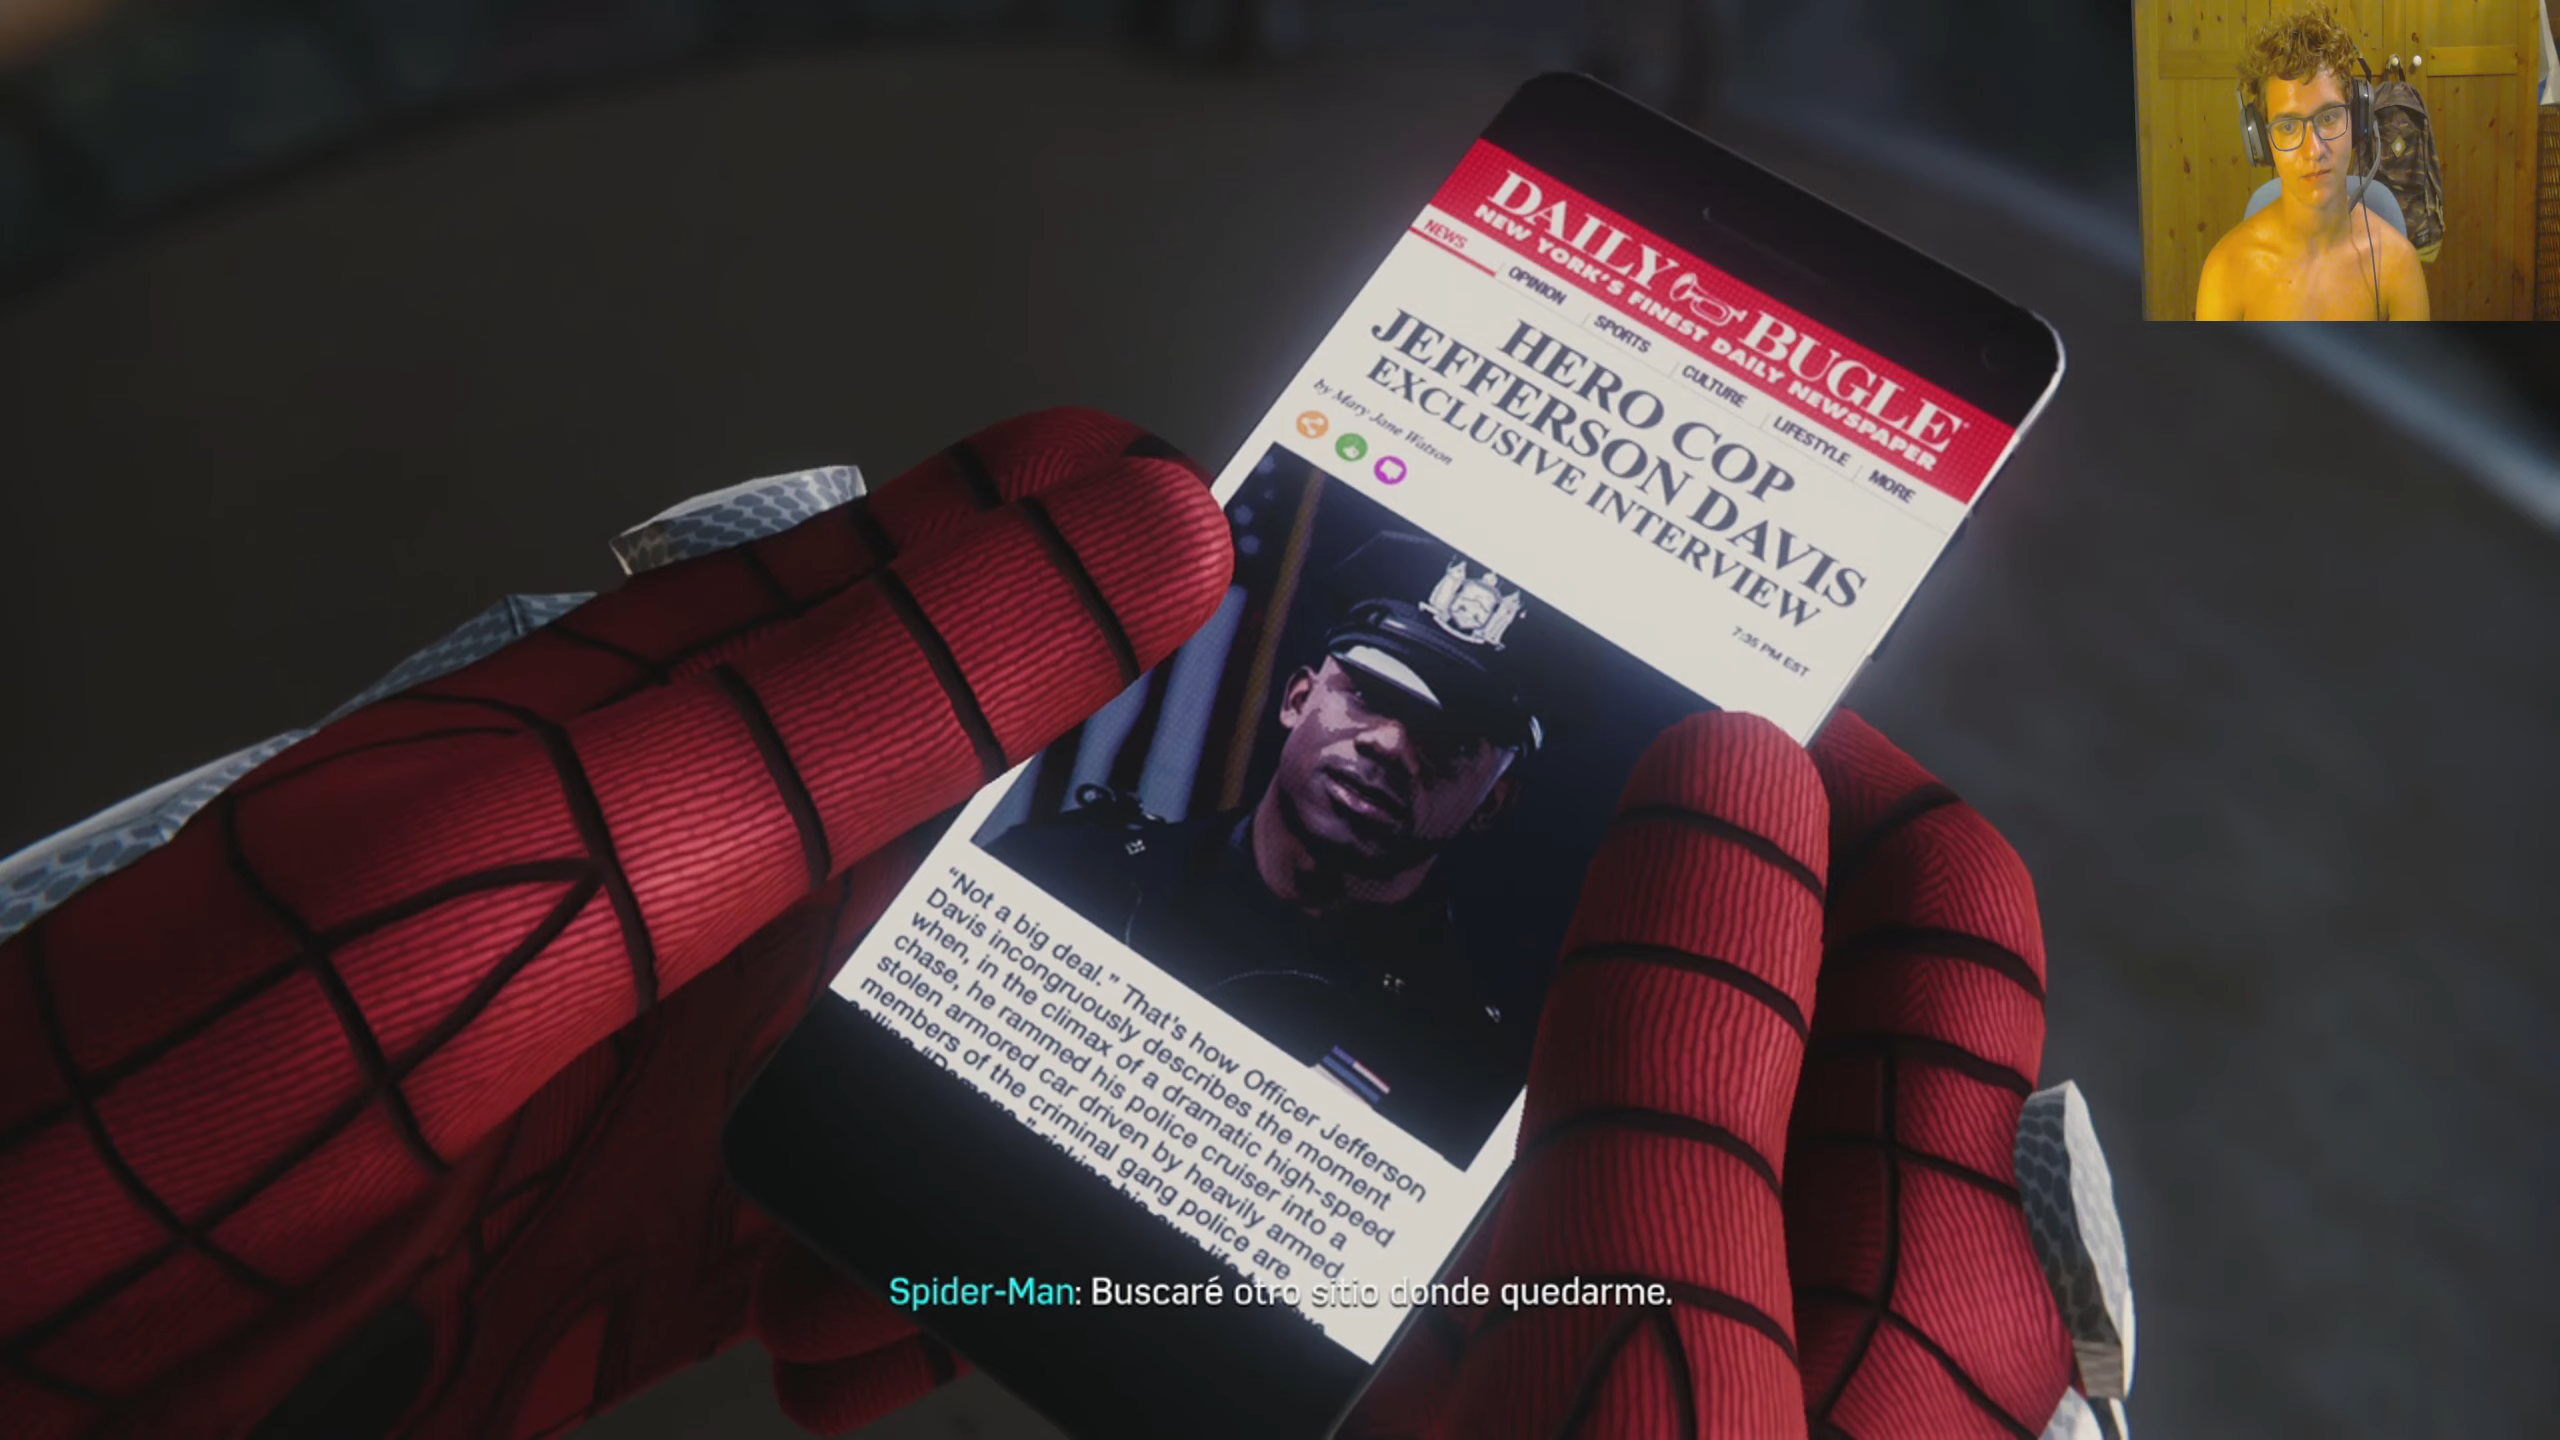 DAILY BUGLE
NEW YORK'S FINEST DAILY NEWSPAPER
NEWS
OPINION
SPORTS
CULTURE
LIFESTYLE
MORE
HERO COP
JEFFERSON DAVIS
EXCLUSIVE INTERVIEW
by Mary Jane Watson
7:35 PM EST
“Not a big deal.” That's how Officer Jefferson
Davis incongruously describes the moment
when, in the climax of a dramatic high-speed
chase, he rammed his police cruiser into a
stolen armored car driven by heavily armed
members of the criminal gang police are
Spider-Man: Buscaré otro sitio donde quedarme.